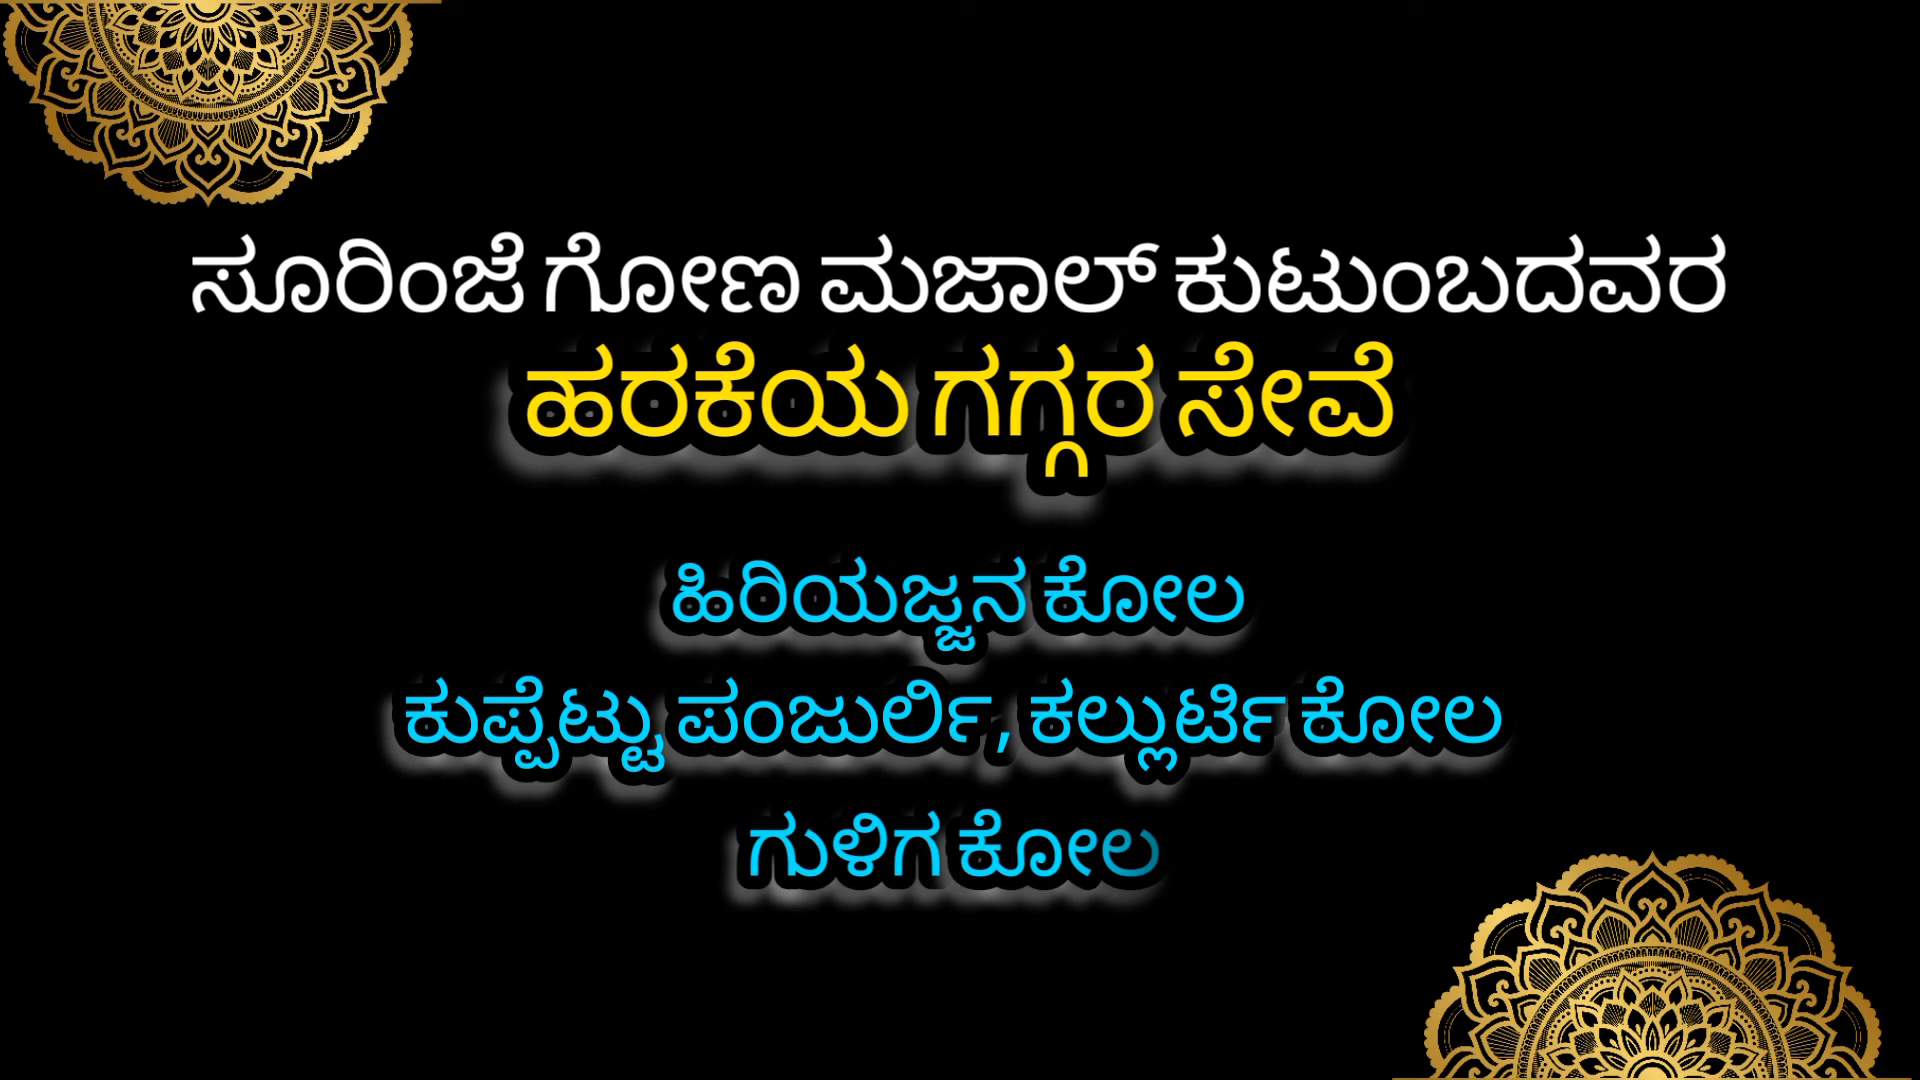 ಸೂರಿಂಜೆ ಗೋಣ ಮಜಾಲ್ ಕುಟುಂಬದವರ
ಹರಕೆಯ ಗಗ್ಗರ ಸೇವೆ
ಹಿರಿಯಜ್ಜನ ಕೋಲ
ಕುಪ್ಪೆಟ್ಟು ಪಂಜುರ್ಲಿ, ಕಲ್ಲುರ್ಟಿ ಕೋಲ
ಗುಳಿಗ ಕೋಲ